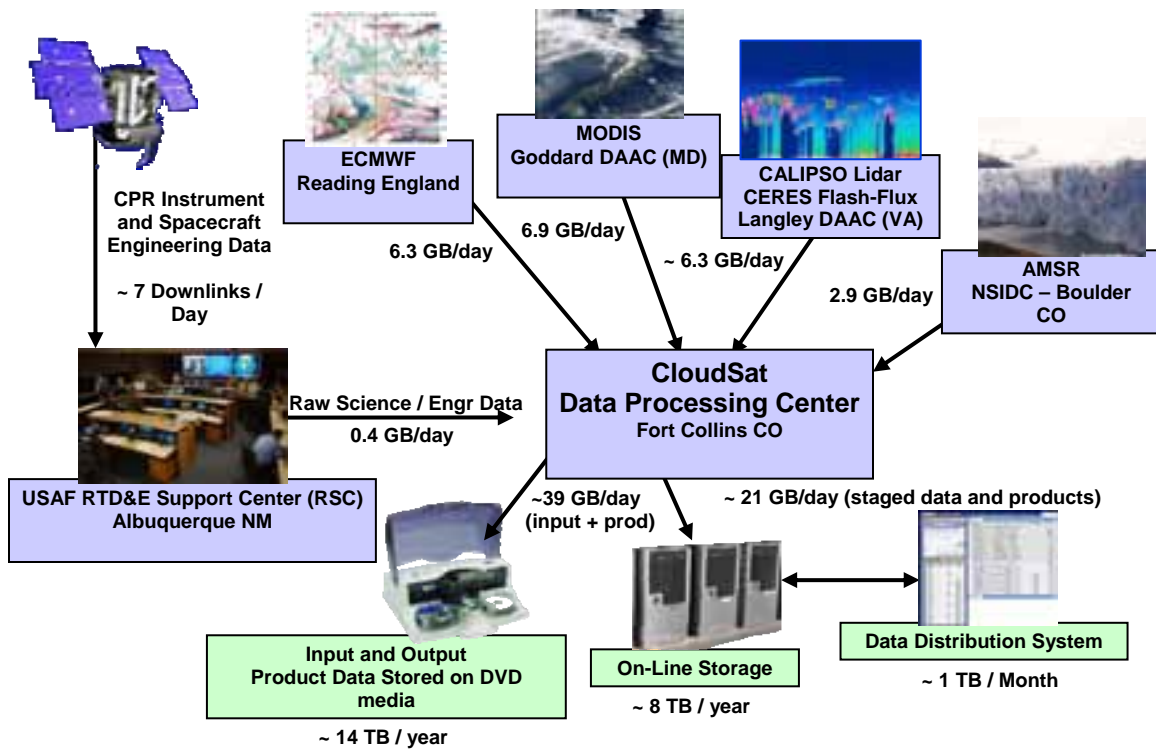 ECMWF
Reading England
MODIS
Goddard DAAC (MD)
CALIPSO Lidar
CERES Flash-Flux
Langley DAAC (VA)
AMSR
NSIDC – Boulder
CO
CPR Instrument
and Spacecraft
Engineering Data
~ 7 Downlinks /
Day
6.3 GB/day
6.9 GB/day
~ 6.3 GB/day
2.9 GB/day
CloudSat
Data Processing Center
Fort Collins CO
Raw Science / Engr Data
0.4 GB/day
USAF RTD&E Support Center (RSC)
Albuquerque NM
~39 GB/day
(input + prod)
~ 21 GB/day (staged data and products)
Input and Output
Product Data Stored on DVD
media
~ 14 TB / year
On-Line Storage
~ 8 TB / year
Data Distribution System
~ 1 TB / Month